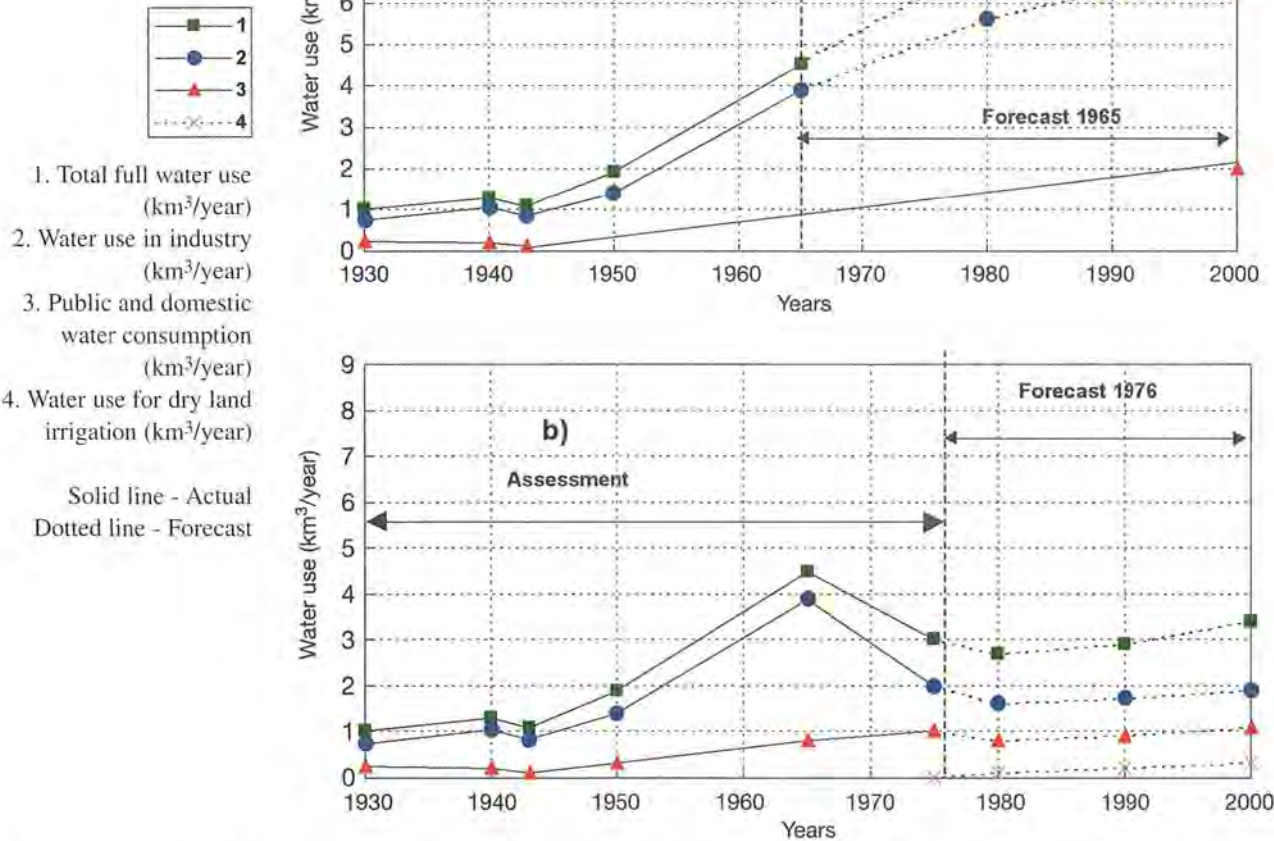 1
2
3
4
1. Total full water use
(km³/year)
2. Water use in industry
(km³/year)
3. Public and domestic
water consumption
(km³/year)
4. Water use for dry land
irrigation (km³/year)
Solid line - Actual
Dotted line - Forecast
6
5
4
3
2
1
0
Water use (km
Forecast 1965
1930 1940 1950 1960 1970 1980 1990 2000
Years
9
8
7
6
5
4
3
2
1
0
Water use (km³/year)
b)
Assessment
Forecast 1976
1930 1940 1950 1960 1970 1980 1990 2000
Years